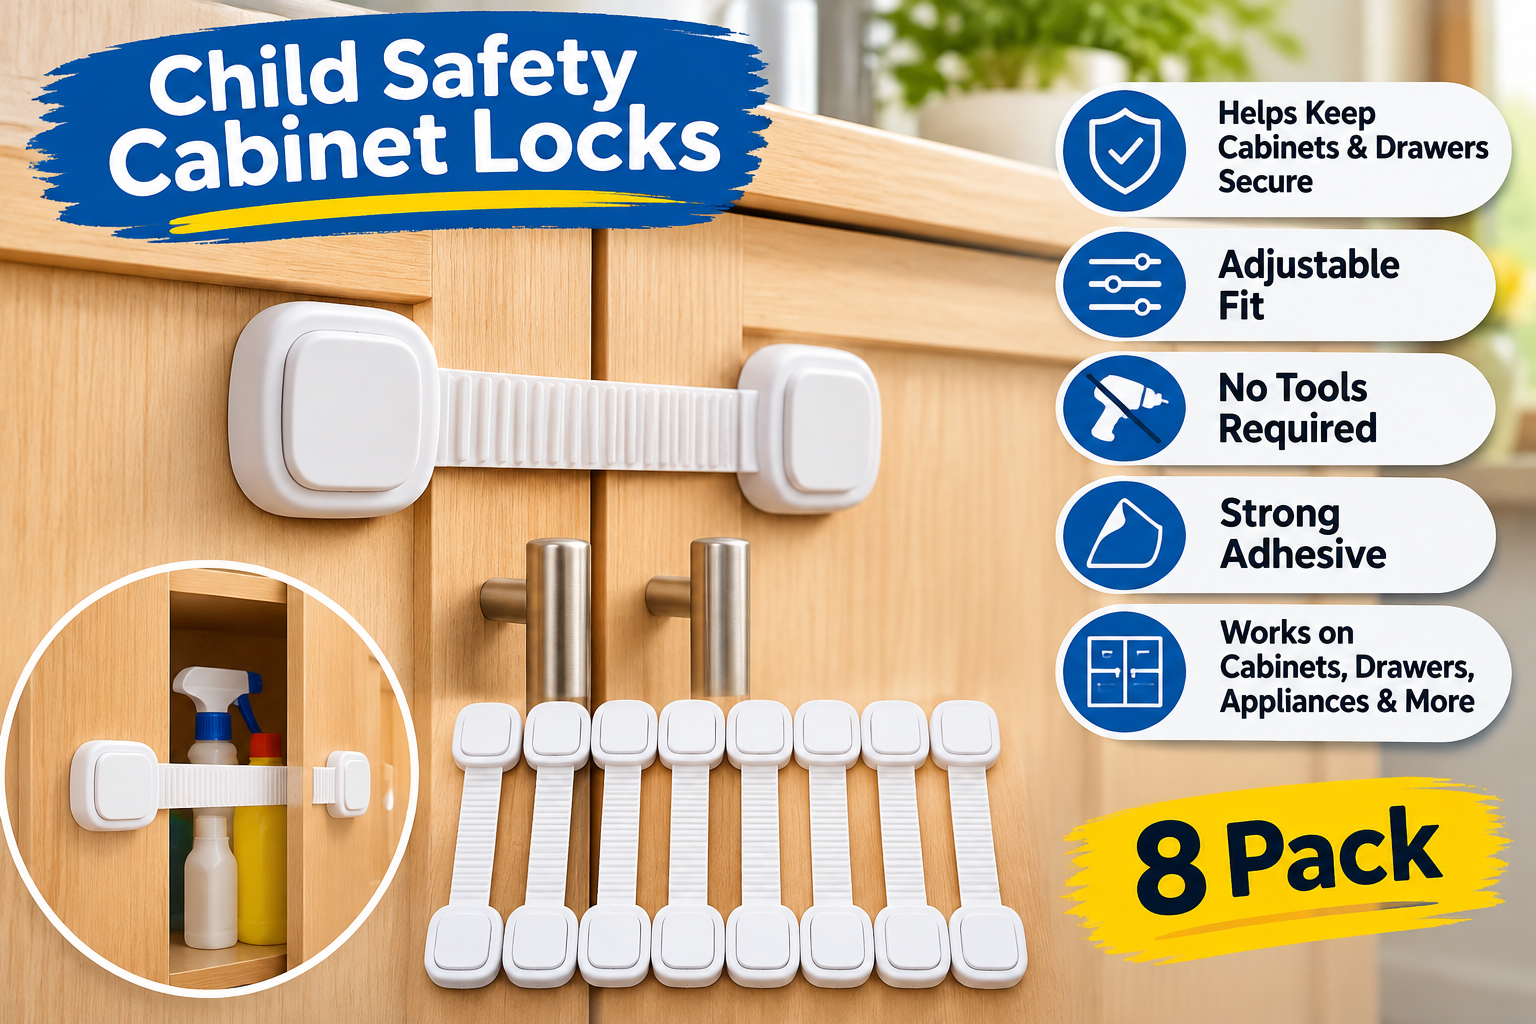 Child Safety
Cabinet Locks
Helps Keep
Cabinets & Drawers
Secure
Adjustable
Fit
No Tools
Required
Strong
Adhesive
Works on
Cabinets, Drawers,
Appliances & More
8 Pack